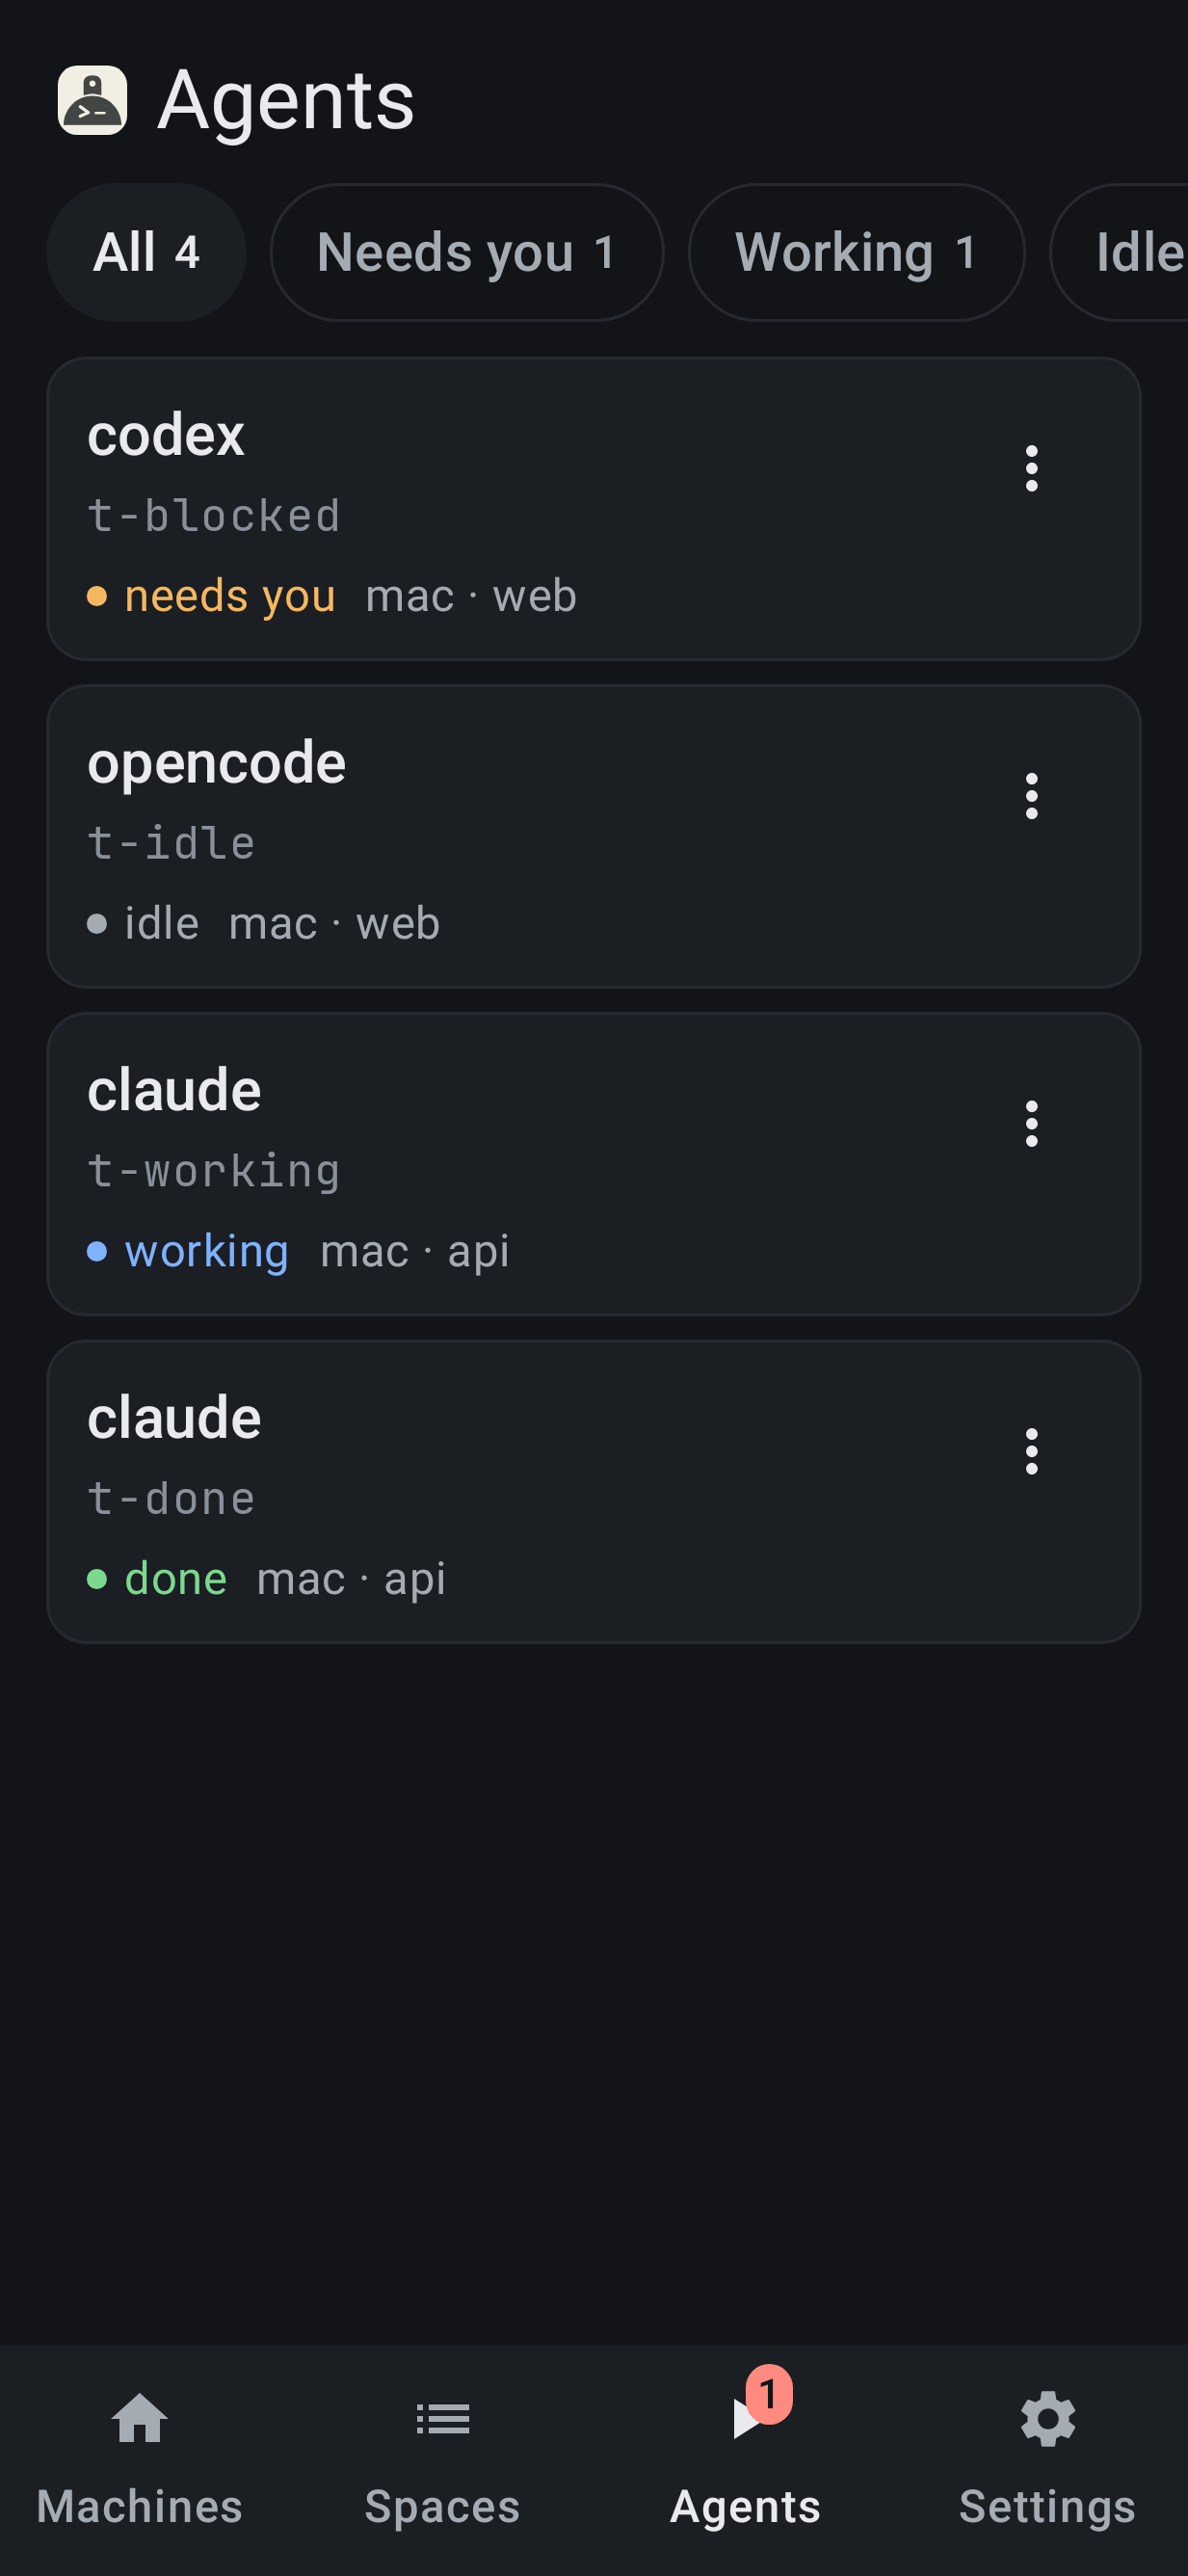 Agents
All 4 Needs you 1 Working 1 Idle
codex
t-blocked
needs you mac · web
opencode
t-idle
idle mac · web
claude
t-working
working mac · api
claude
t-done
done mac · api
1
Machines Spaces Agents Settings